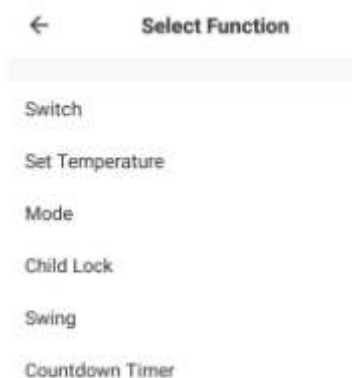 Select Function
Switch
Set Temperature
Mode
Child Lock
Swing
Countdown Timer